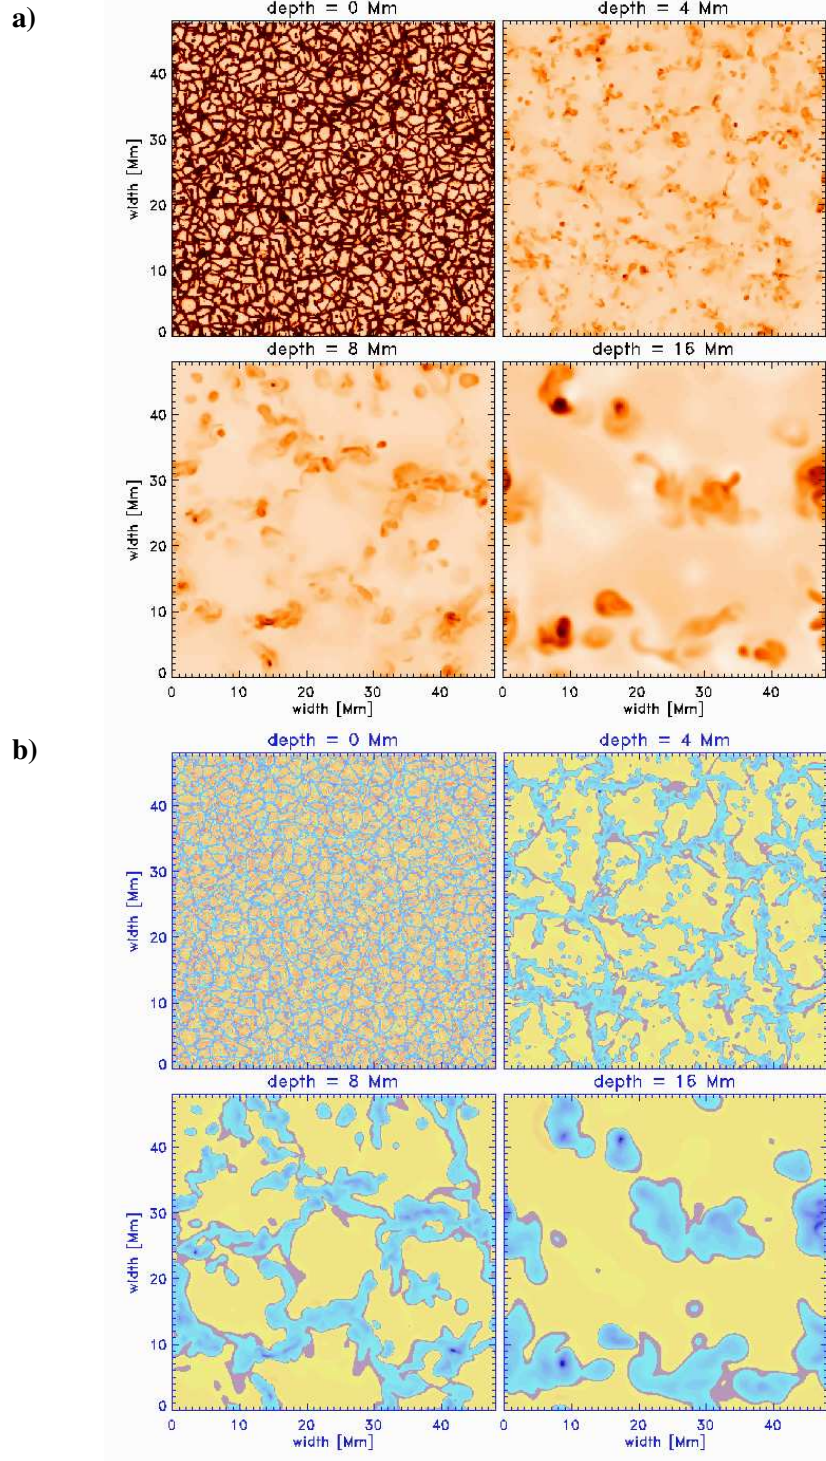 a)
depth = 0 Mm
depth = 4 Mm
40
30
20
10
0
width [Mm]
depth = 8 Mm
depth = 16 Mm
40
30
20
10
0
width [Mm]
0 10 20 30 40
0 10 20 30 40
width [Mm]
width [Mm]
b)
depth = 0 Mm
depth = 4 Mm
40
30
20
10
0
width [Mm]
depth = 8 Mm
depth = 16 Mm
40
30
20
10
0
width [Mm]
0 10 20 30 40
0 10 20 30 40
width [Mm]
width [Mm]